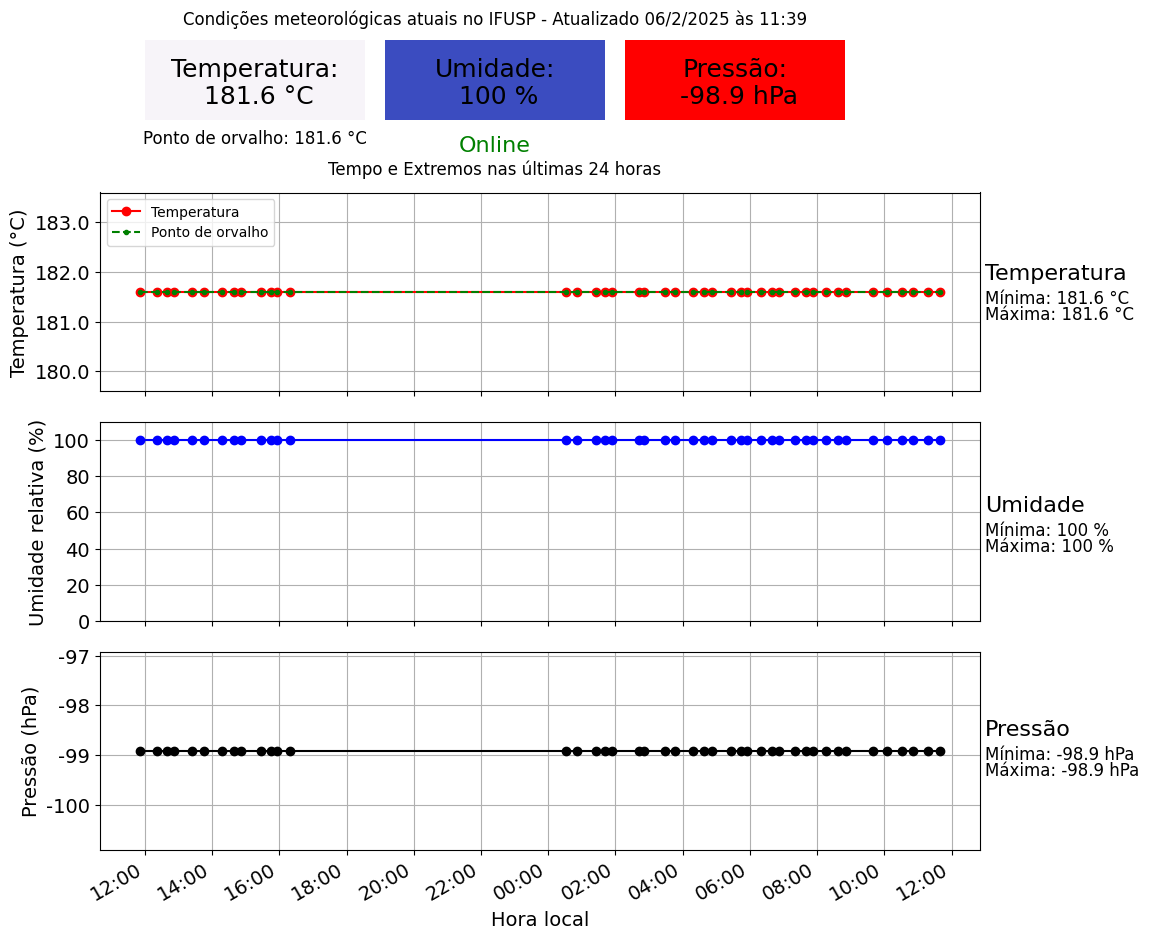 Condições meteorológicas atuais no IFUSP - Atualizado 06/2/2025 às 11:39
Temperatura:
181.6 °C
Umidade:
100 %
Pressão:
-98.9 hPa
Ponto de orvalho: 181.6 °C
Online
Tempo e Extremos nas últimas 24 horas
Temperatura (°C)
183.0
182.0
181.0
180.0
Temperatura
Ponto de orvalho
Temperatura
Mínima: 181.6 °C
Máxima: 181.6 °C
Umidade relativa (%)
100
80
60
40
20
0
Umidade
Mínima: 100 %
Máxima: 100 %
Pressão (hPa)
-97
-98
-99
-100
Pressão
Mínima: -98.9 hPa
Máxima: -98.9 hPa
12:00
14:00
16:00
18:00
20:00
22:00
00:00
02:00
04:00
06:00
08:00
10:00
12:00
Hora local